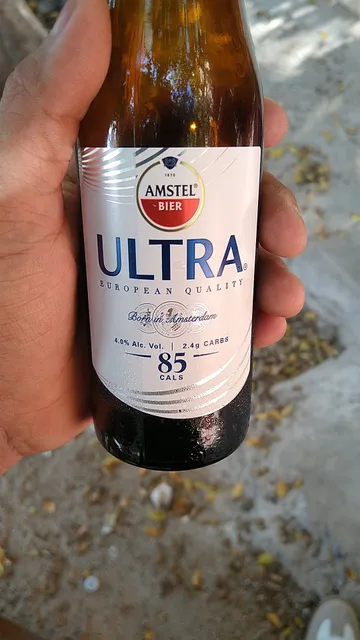 1870
AMSTEL®
BIER
ULTRA®
EUROPEAN QUALITY
Born in Amsterdam
4.0% Alc. Vol. | 2.4g CARBS
85
CALS